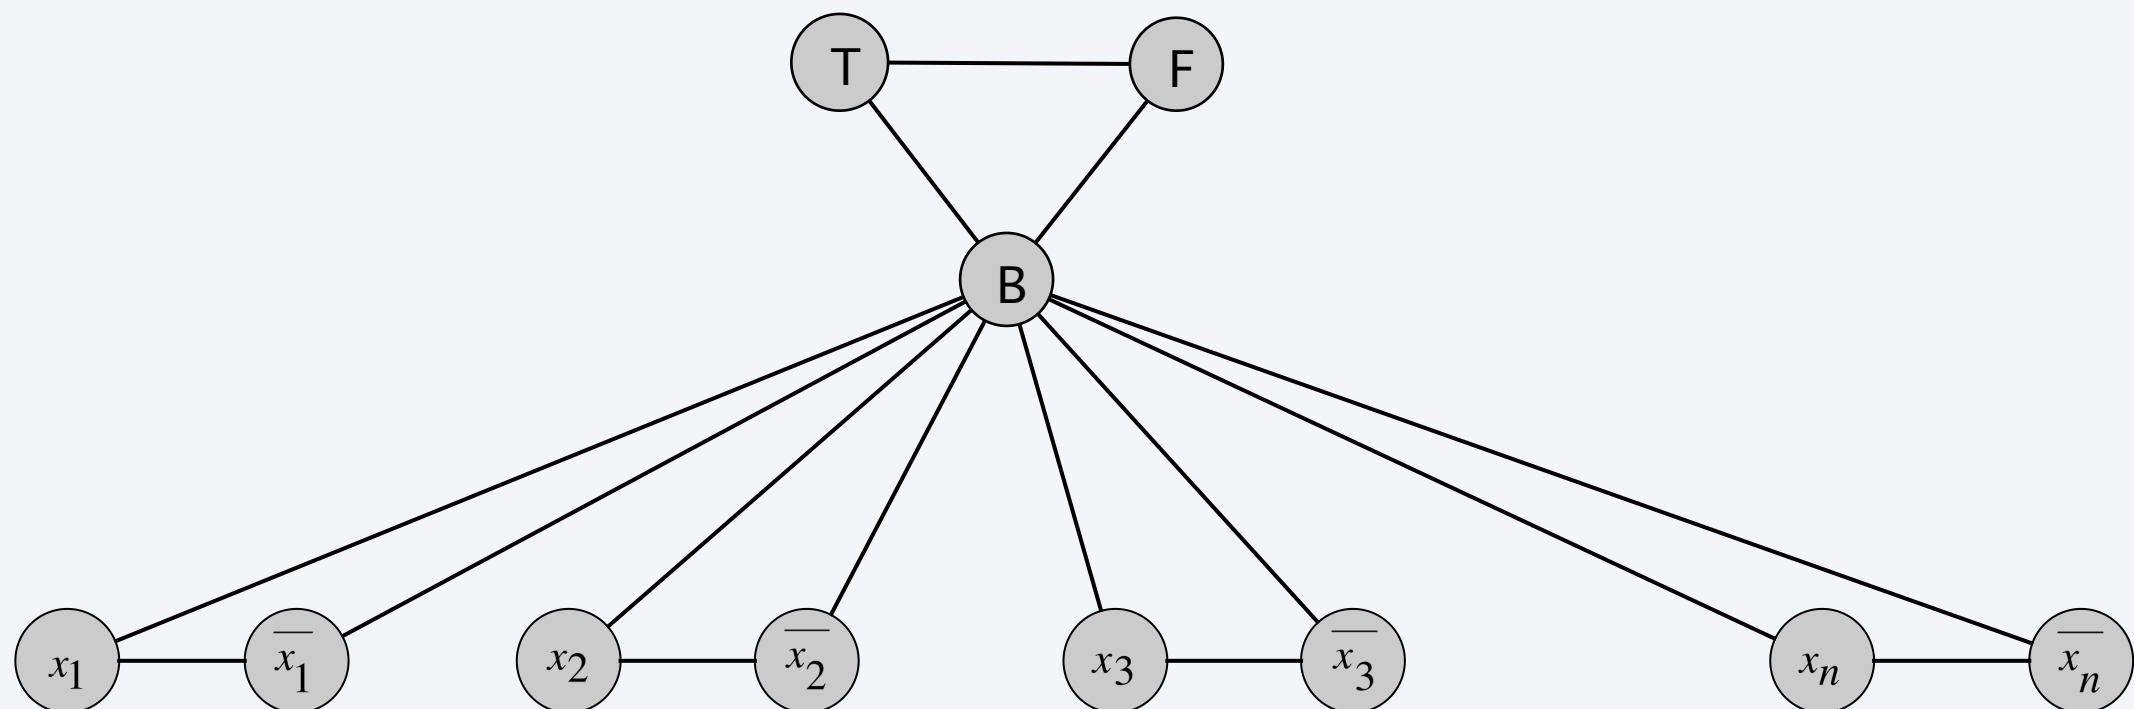 T F
B
x₁ x̅₁ x₂ x̅₂ x₃ x̅₃ xₙ x̅ₙ